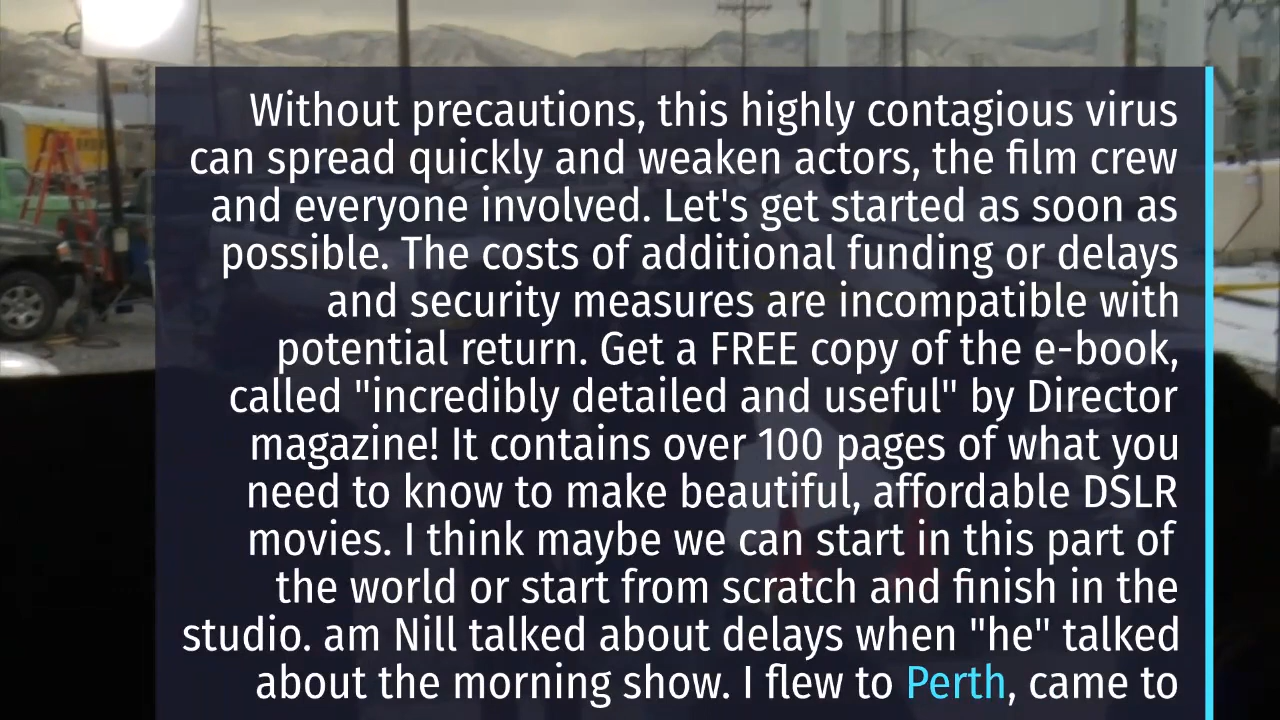 Without precautions, this highly contagious virus
can spread quickly and weaken actors, the film crew
and everyone involved. Let's get started as soon as
possible. The costs of additional funding or delays
and security measures are incompatible with
potential return. Get a FREE copy of the e-book,
called "incredibly detailed and useful" by Director
magazine! It contains over 100 pages of what you
need to know to make beautiful, affordable DSLR
movies. I think maybe we can start in this part of
the world or start from scratch and finish in the
studio. am Nill talked about delays when "he" talked
about the morning show. I flew to Perth, came to